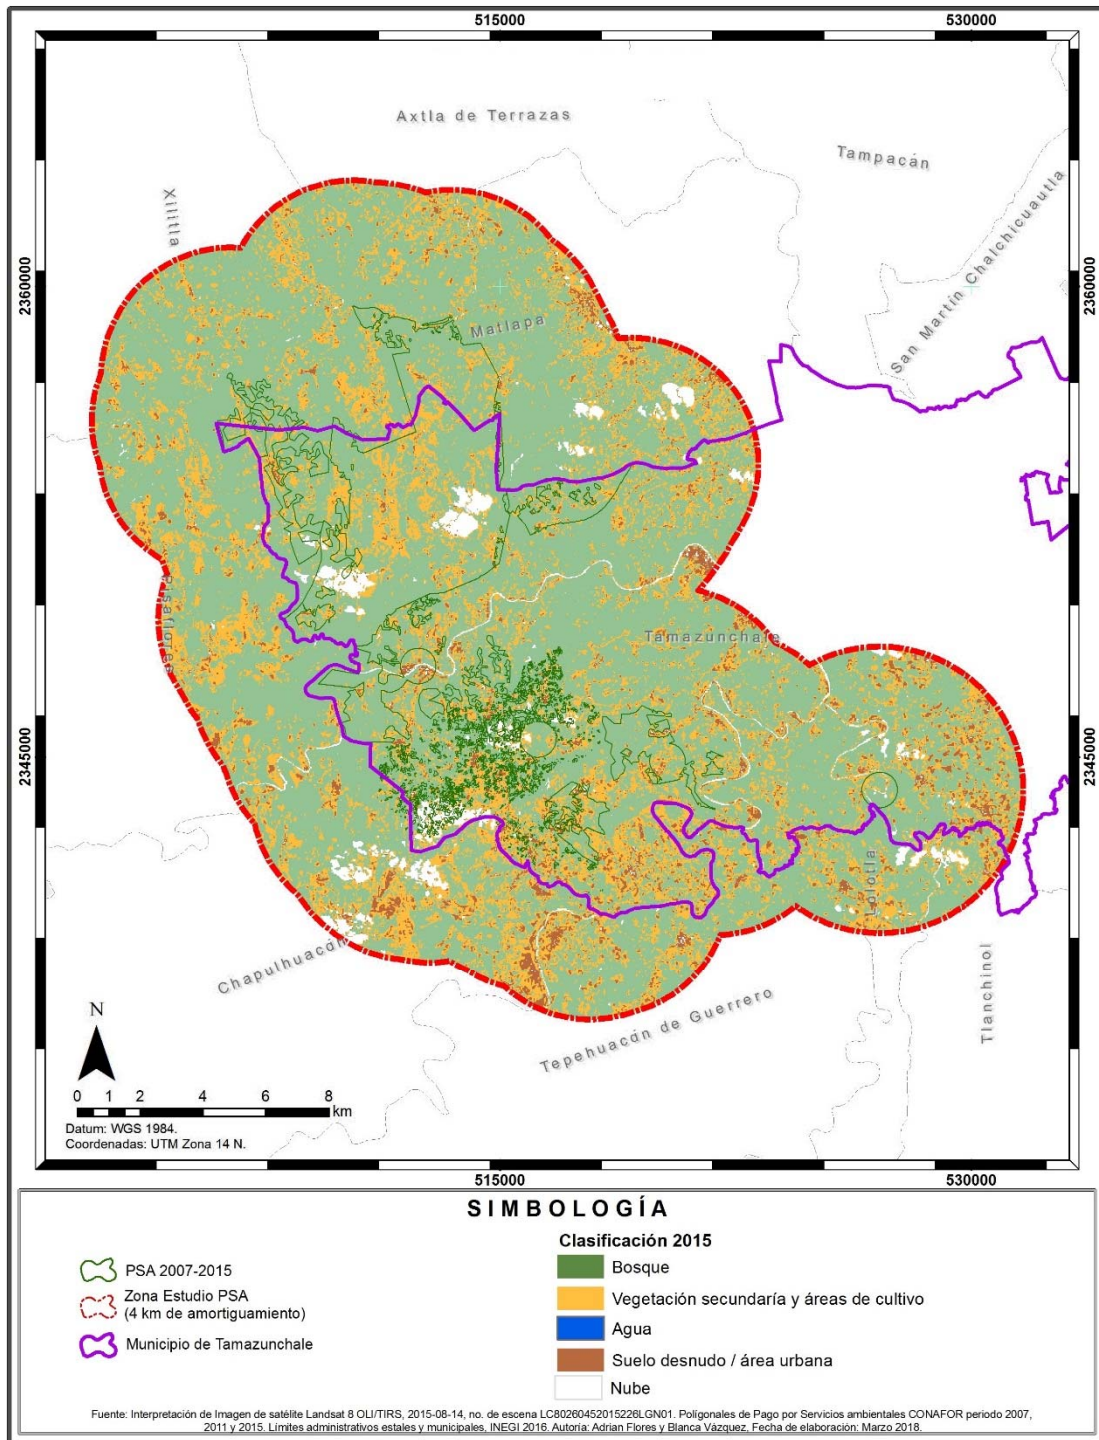 515000
530000
Axtla de Terrazas
Tampacán
Xilitla
San Martín Chalchicuautla
2360000
2360000
Matlapa
Pisaflores
Tamazunchale
2345000
2345000
Lolotla
Chapulhuacán
Tlanchinol
Tepehuacán de Guerrero
N
0 1 2 4 6 8
km
Datum: WGS 1984.
Coordenadas: UTM Zona 14 N.
515000
530000
SIMBOLOGÍA
Clasificación 2015
PSA 2007-2015
Bosque
Zona Estudio PSA
(4 km de amortiguamiento)
Vegetación secundaría y áreas de cultivo
Agua
Municipio de Tamazunchale
Suelo desnudo / área urbana
Nube
Fuente: Interpretación de Imagen de satélite Landsat 8 OLI/TIRS, 2015-08-14, no. de escena LC80260452015226LGN01. Polígonales de Pago por Servicios ambientales CONAFOR periodo 2007,
2011 y 2015. Límites administrativos estales y municipales, INEGI 2016. Autoría: Adrian Flores y Blanca Vázquez, Fecha de elaboración: Marzo 2018.